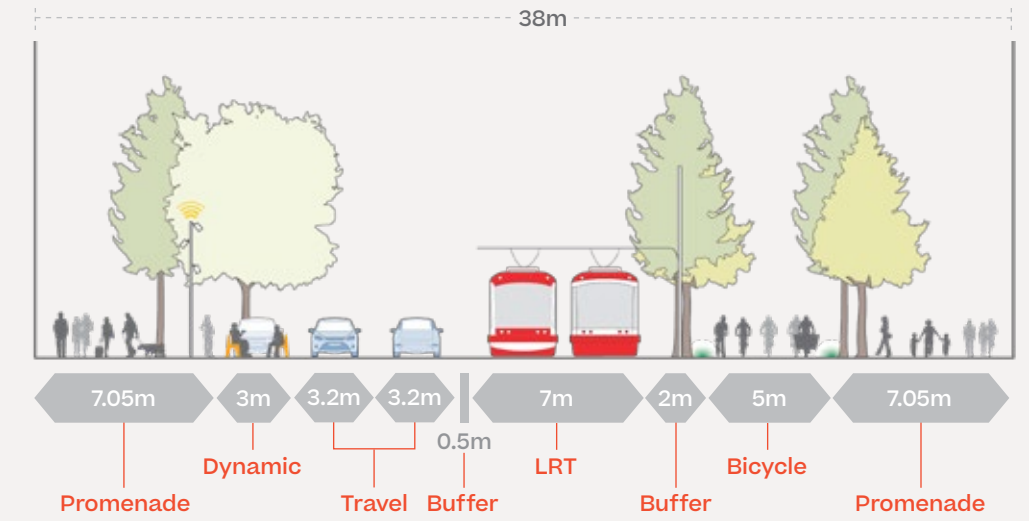 38m
7.05m 3m 3.2m 3.2m 7m 2m 5m 7.05m
0.5m
Dynamic LRT Bicycle
Promenade Travel Buffer Buffer Promenade